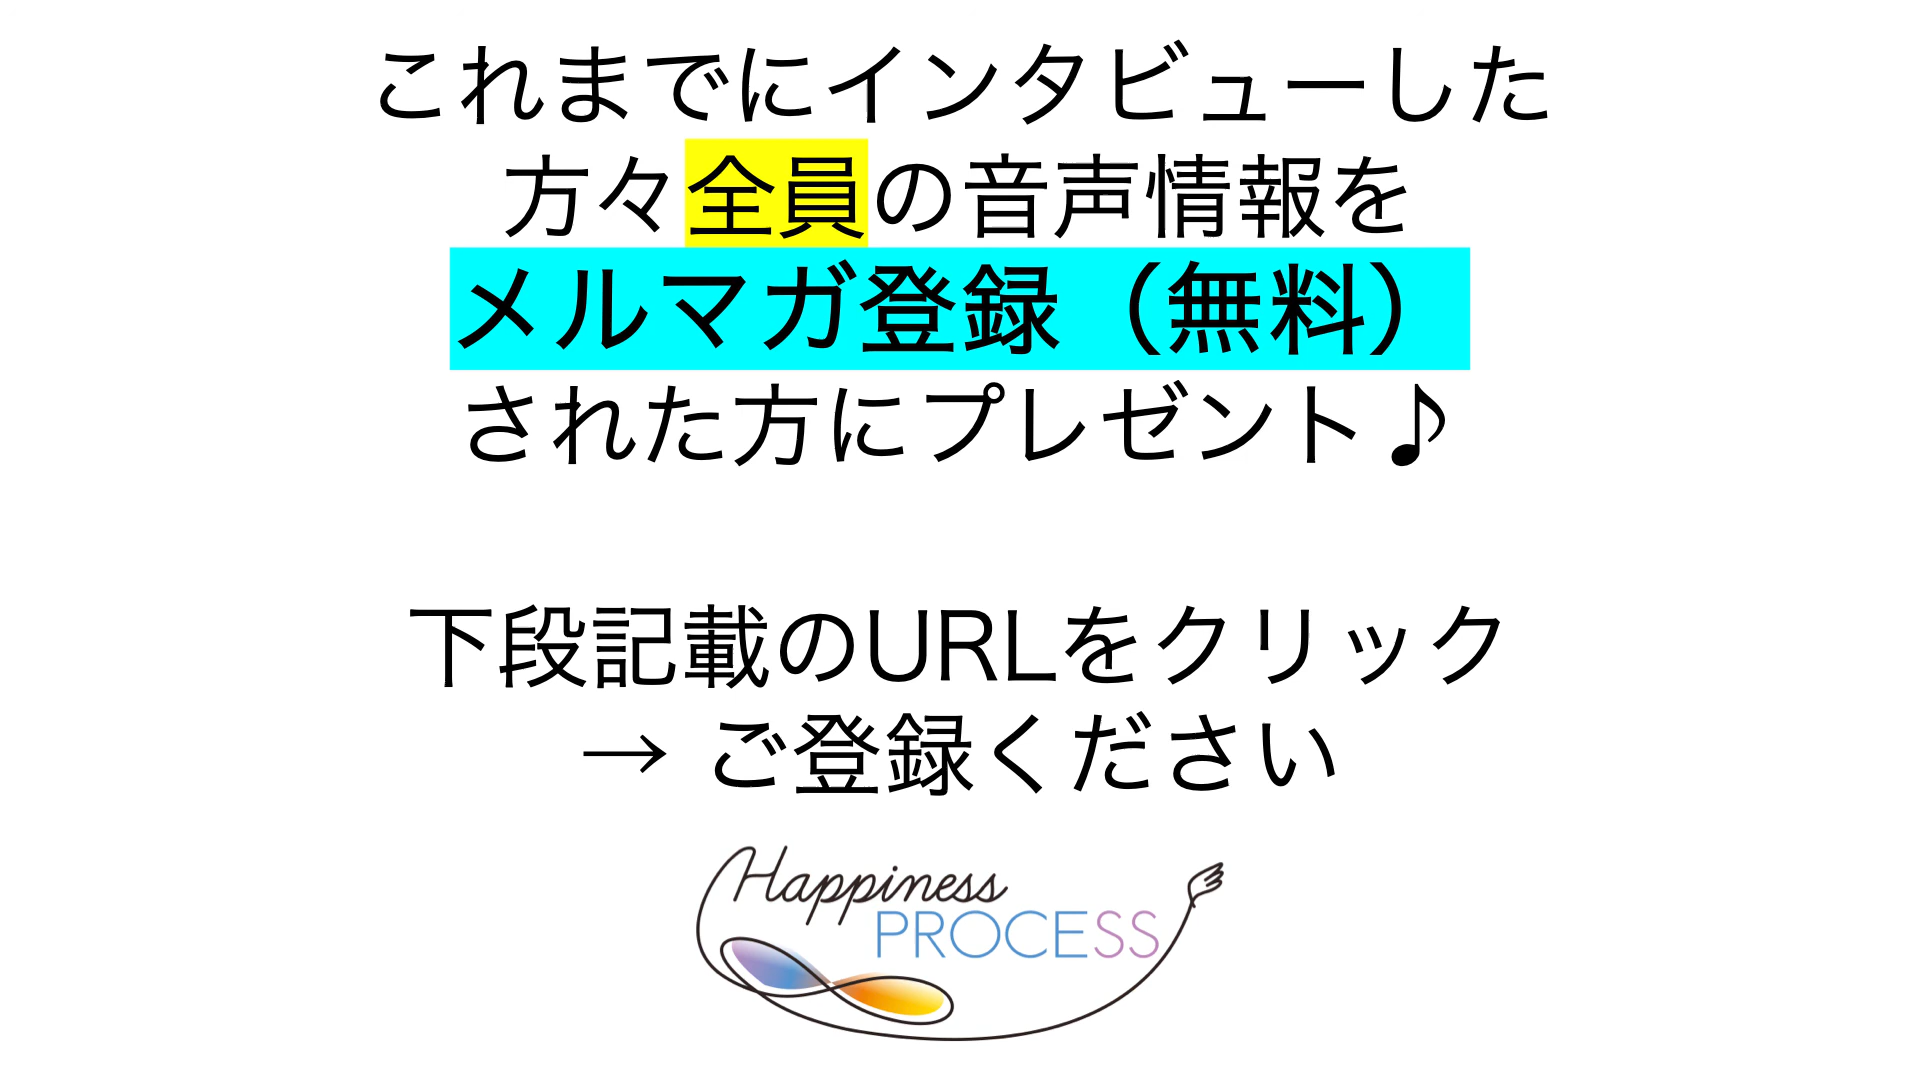 これまでにインタビューした
方々全員の音声情報を
メルマガ登録（無料）
された方にプレゼント♪
下段記載のURLをクリック
→ ご登録ください
Happiness
PROCESS